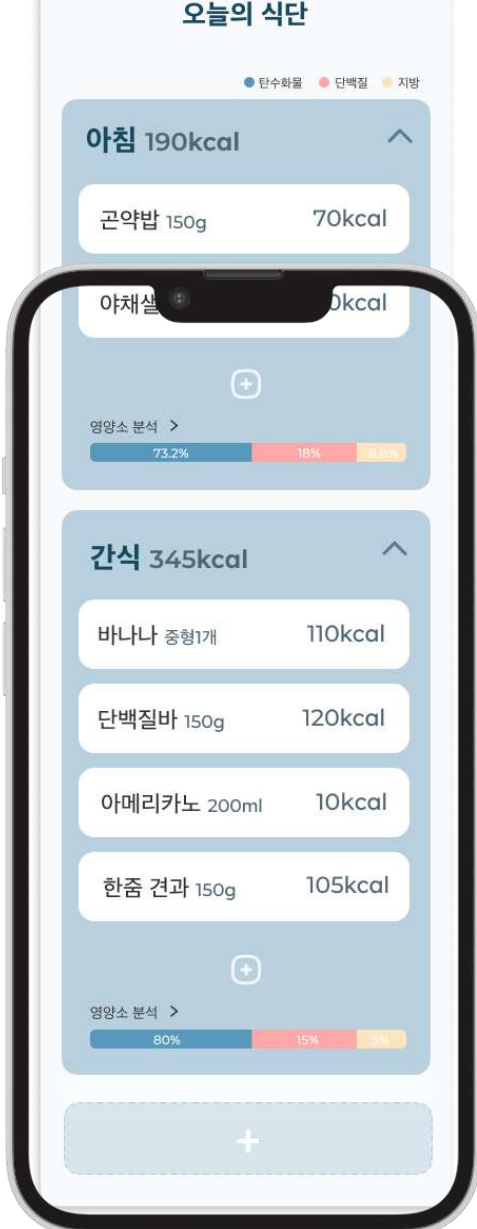 오늘의 식단
탄수화물 단백질 지방
아침 190kcal
곤약밥 150g 70kcal
kcal
영양소 분석 >
73.2% 18% 8.8%
간식 345kcal
바나나 중형1개 110kcal
단백질바 150g 120kcal
아메리카노 200ml 10kcal
한줌 견과 150g 105kcal
영양소 분석 >
80% 15% 5%
+